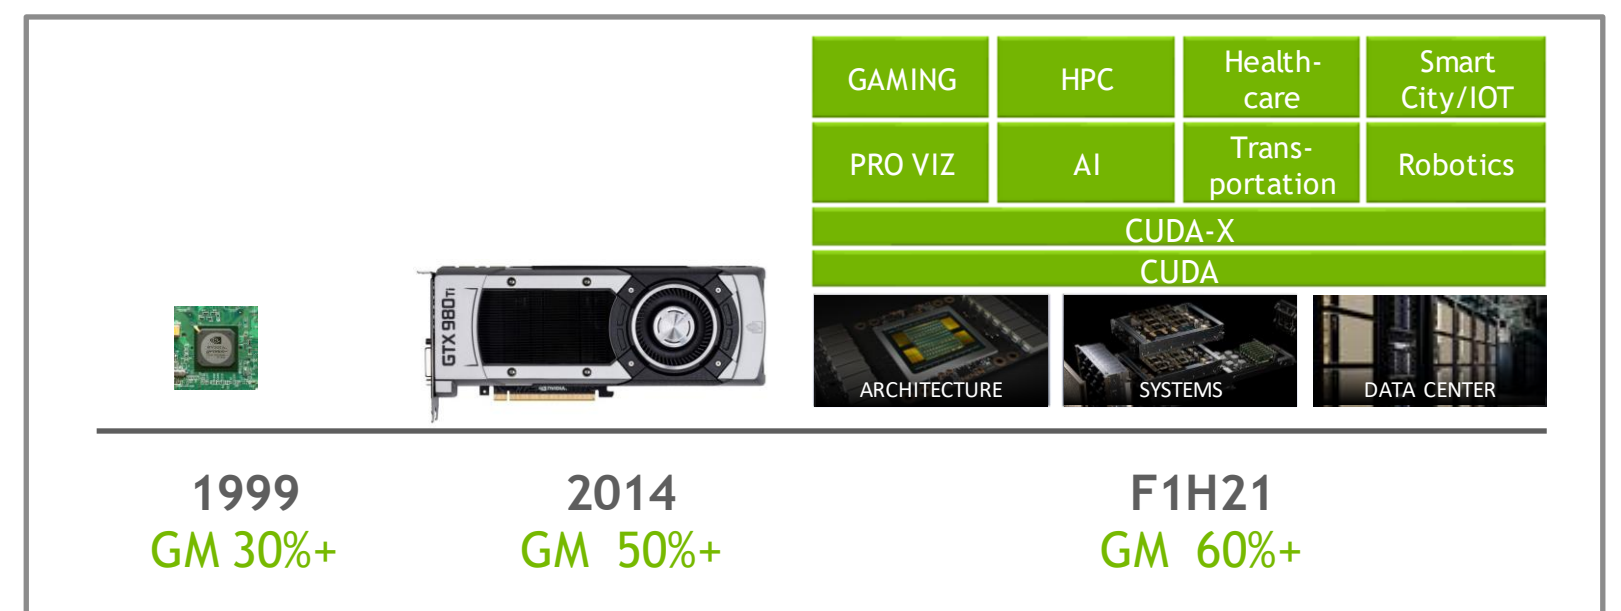 GAMING
HPC
Health-
care
Smart
City/IOT
PRO VIZ
AI
Trans-
portation
Robotics
CUDA-X
CUDA
GTX 980Ti
NVIDIA.
ARCHITECTURE
SYSTEMS
DATA CENTER
1999
2014
F1H21
GM 30%+
GM 50%+
GM 60%+